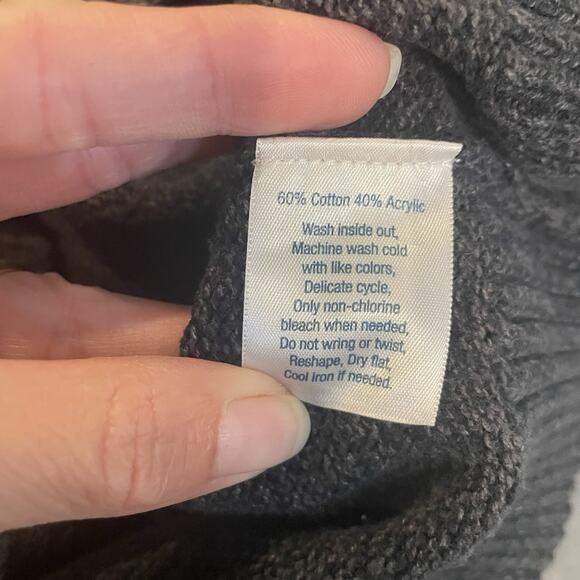 60% Cotton 40% Acrylic
Wash inside out,
Machine wash cold
with like colors,
Delicate cycle,
Only non-chlorine
bleach when needed,
Do not wring or twist,
Reshape, Dry flat,
Cool iron if needed.